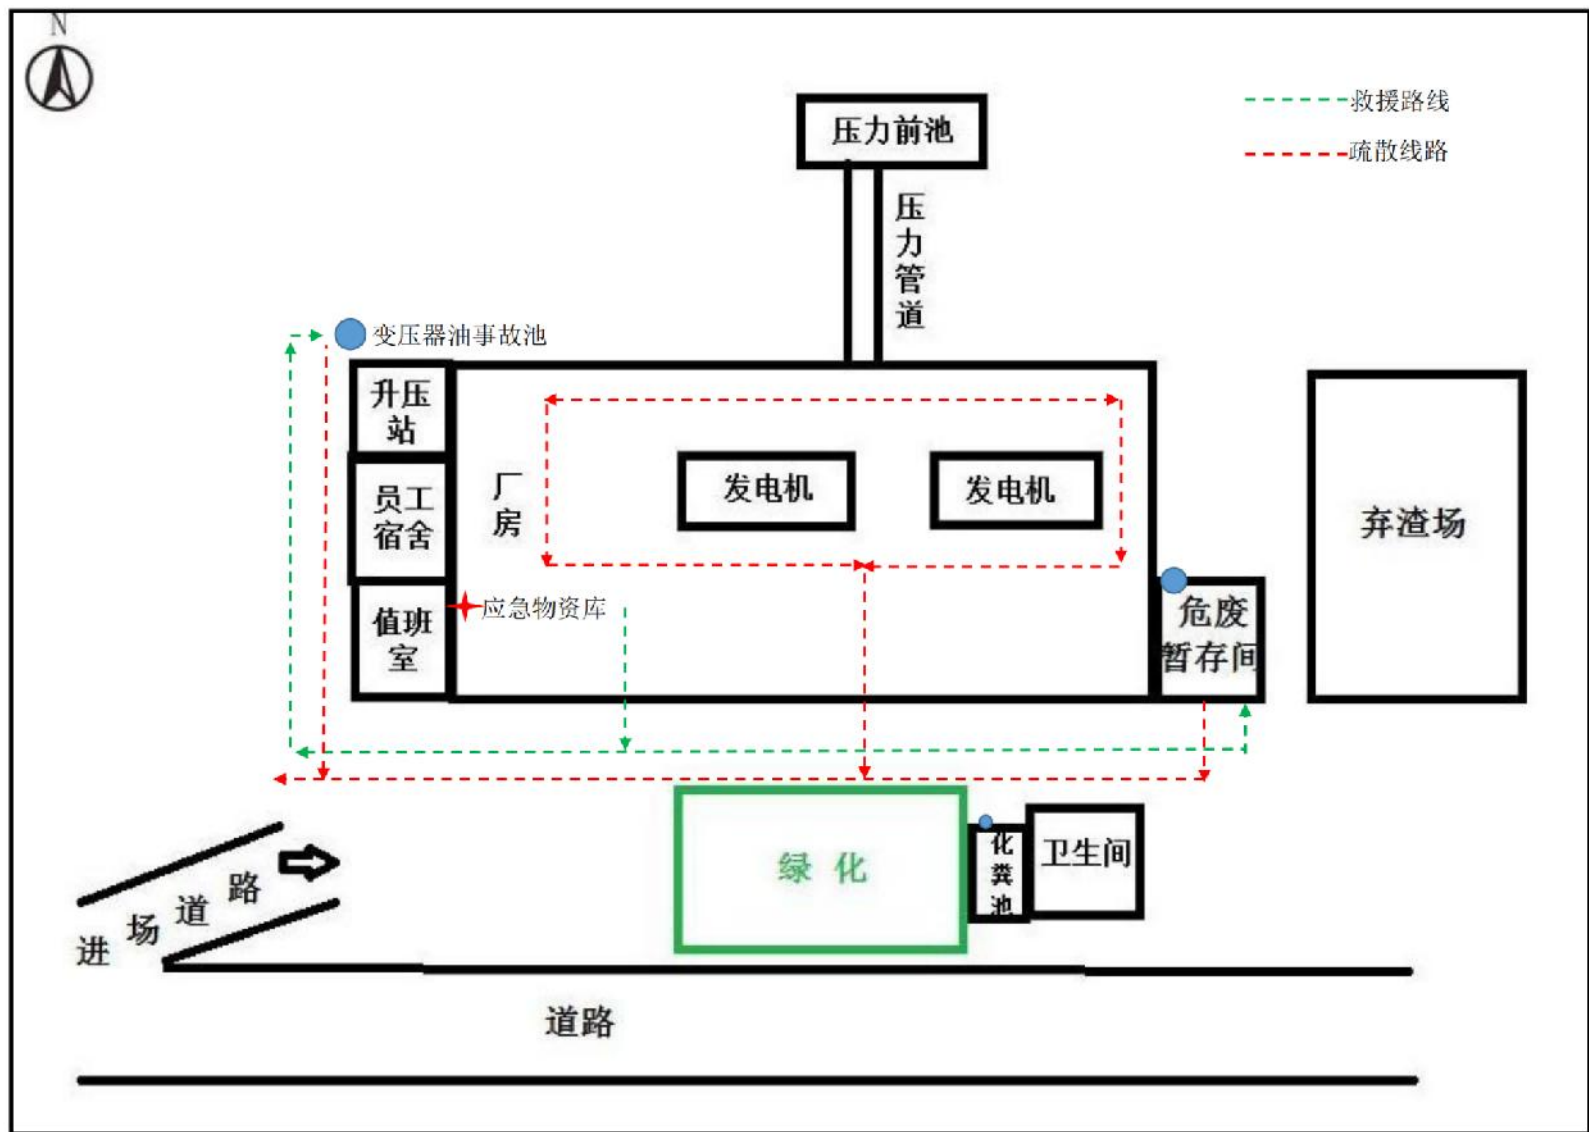 N
救援路线
疏散线路
压力前池
压力管道
变压器油事故池
升压
站
员工
宿舍
值班
室
厂房
发电机
发电机
应急物资库
危废
暂存间
弃渣场
绿化
化粪池
卫生间
进场道路
道路